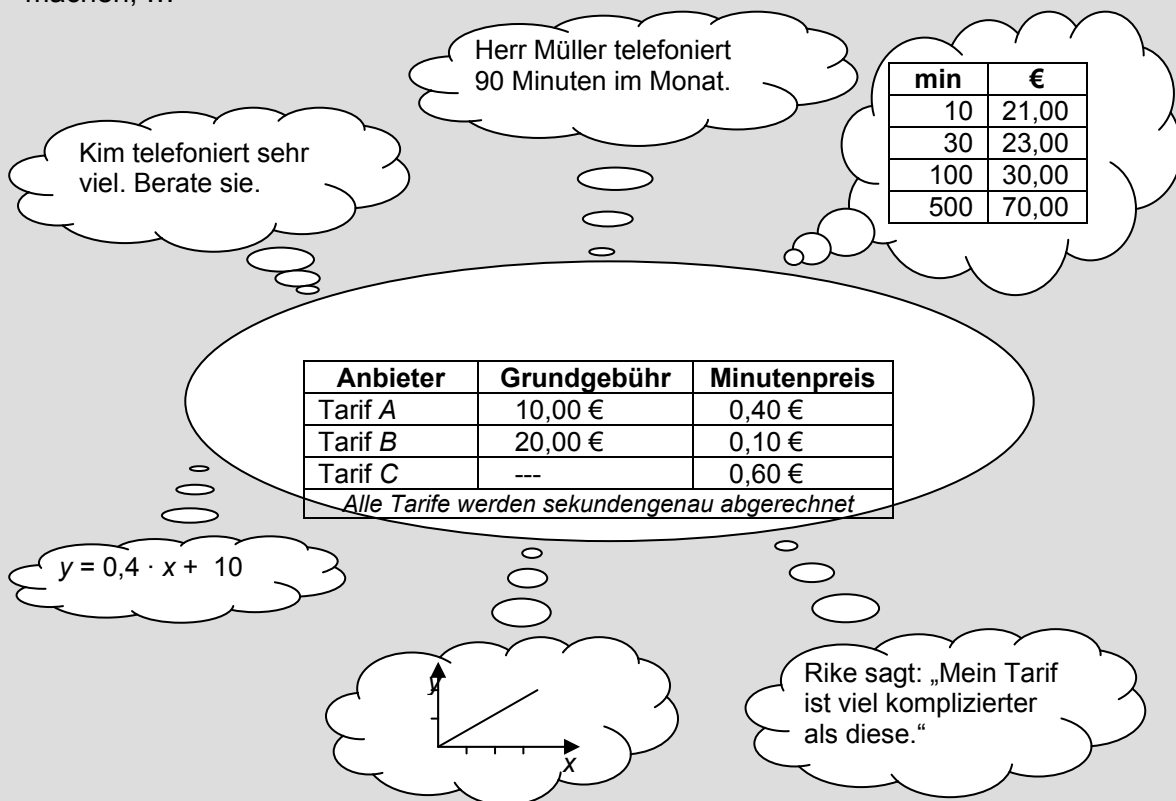 machen, ...
Herr Müller telefoniert
90 Minuten im Monat.
min €
10 21,00
30 23,00
100 30,00
500 70,00
Kim telefoniert sehr
viel. Berate sie.
Anbieter Grundgebühr Minutenpreis
Tarif A 10,00 € 0,40 €
Tarif B 20,00 € 0,10 €
Tarif C --- 0,60 €
Alle Tarife werden sekundengenau abgerechnet
y = 0,4 · x + 10
y
x
Rike sagt: „Mein Tarif
ist viel komplizierter
als diese.“